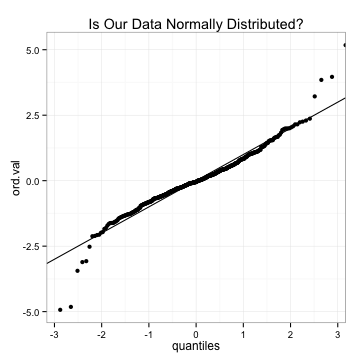 Is Our Data Normally Distributed?
5.0
2.5
0.0
-2.5
-5.0
ord.val
-3 -2 -1 0 1 2 3
quantiles